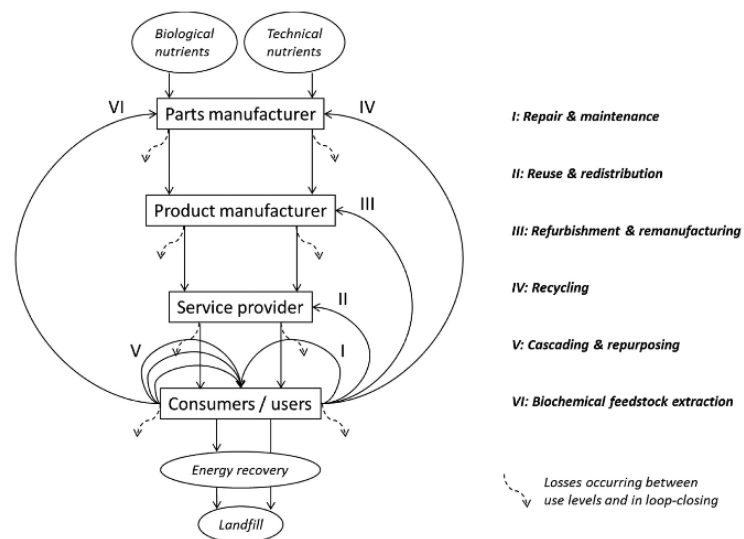 Biological
nutrients
Technical
nutrients
VI
IV
Parts manufacturer
I: Repair & maintenance
II: Reuse & redistribution
Product manufacturer
III
III: Refurbishment & remanufacturing
IV: Recycling
Service provider
II
V
I
V: Cascading & repurposing
Consumers / users
VI: Biochemical feedstock extraction
Energy recovery
Landfill
Losses occurring between
use levels and in loop-closing